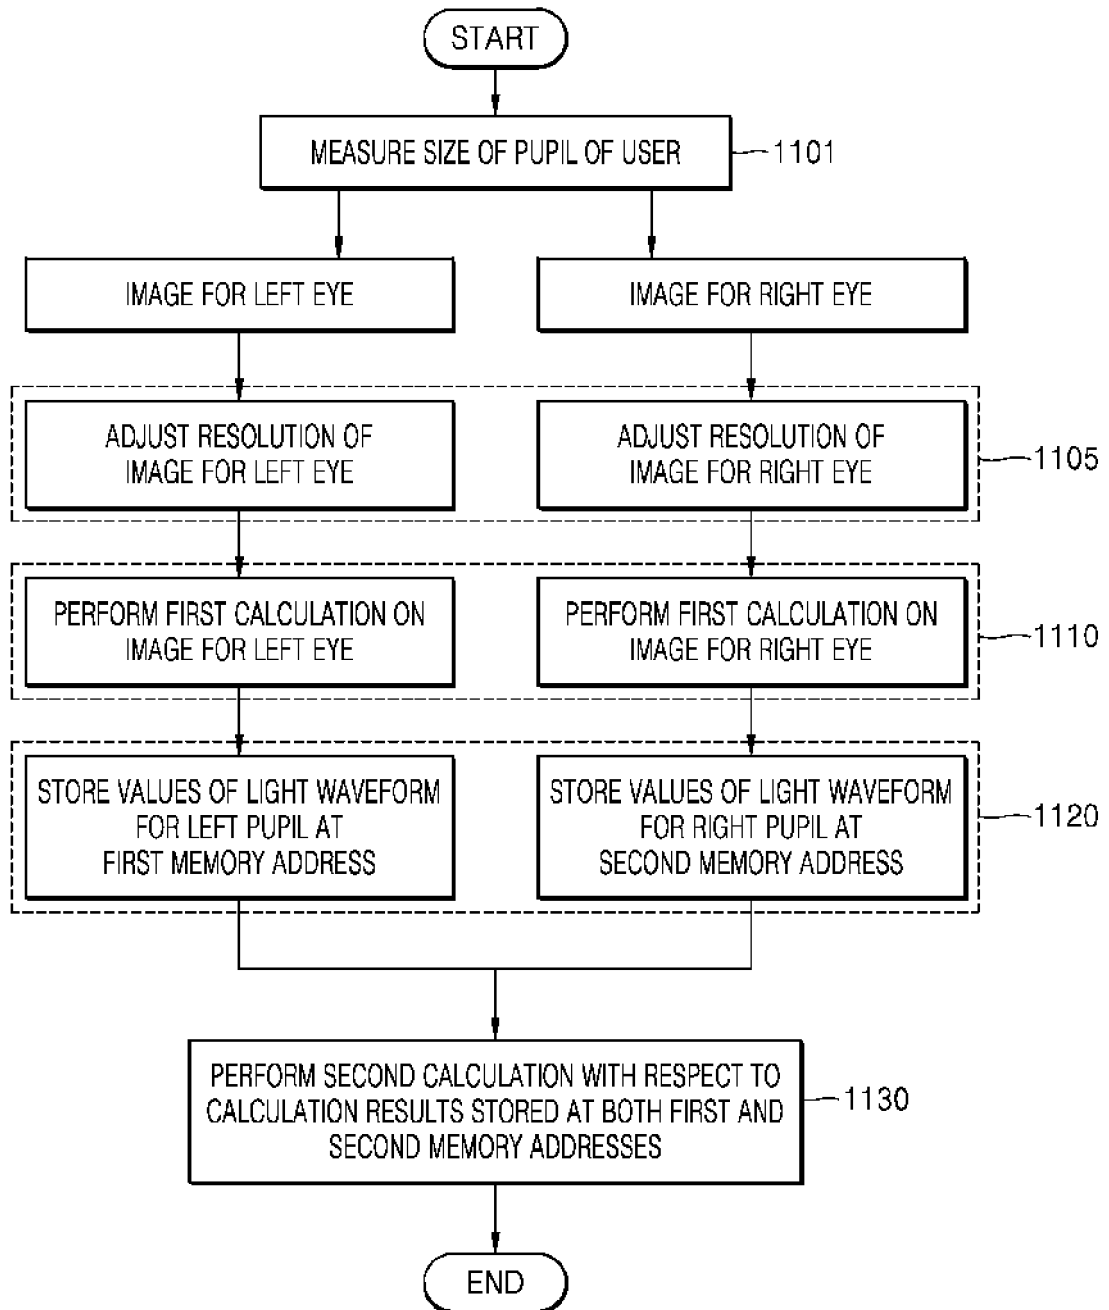 START
MEASURE SIZE OF PUPIL OF USER
1101
IMAGE FOR LEFT EYE
IMAGE FOR RIGHT EYE
ADJUST RESOLUTION OF
IMAGE FOR LEFT EYE
ADJUST RESOLUTION OF
IMAGE FOR RIGHT EYE
1105
PERFORM FIRST CALCULATION ON
IMAGE FOR LEFT EYE
PERFORM FIRST CALCULATION ON
IMAGE FOR RIGHT EYE
1110
STORE VALUES OF LIGHT WAVEFORM
FOR LEFT PUPIL AT
FIRST MEMORY ADDRESS
STORE VALUES OF LIGHT WAVEFORM
FOR RIGHT PUPIL AT
SECOND MEMORY ADDRESS
1120
PERFORM SECOND CALCULATION WITH RESPECT TO
CALCULATION RESULTS STORED AT BOTH FIRST AND
SECOND MEMORY ADDRESSES
1130
END